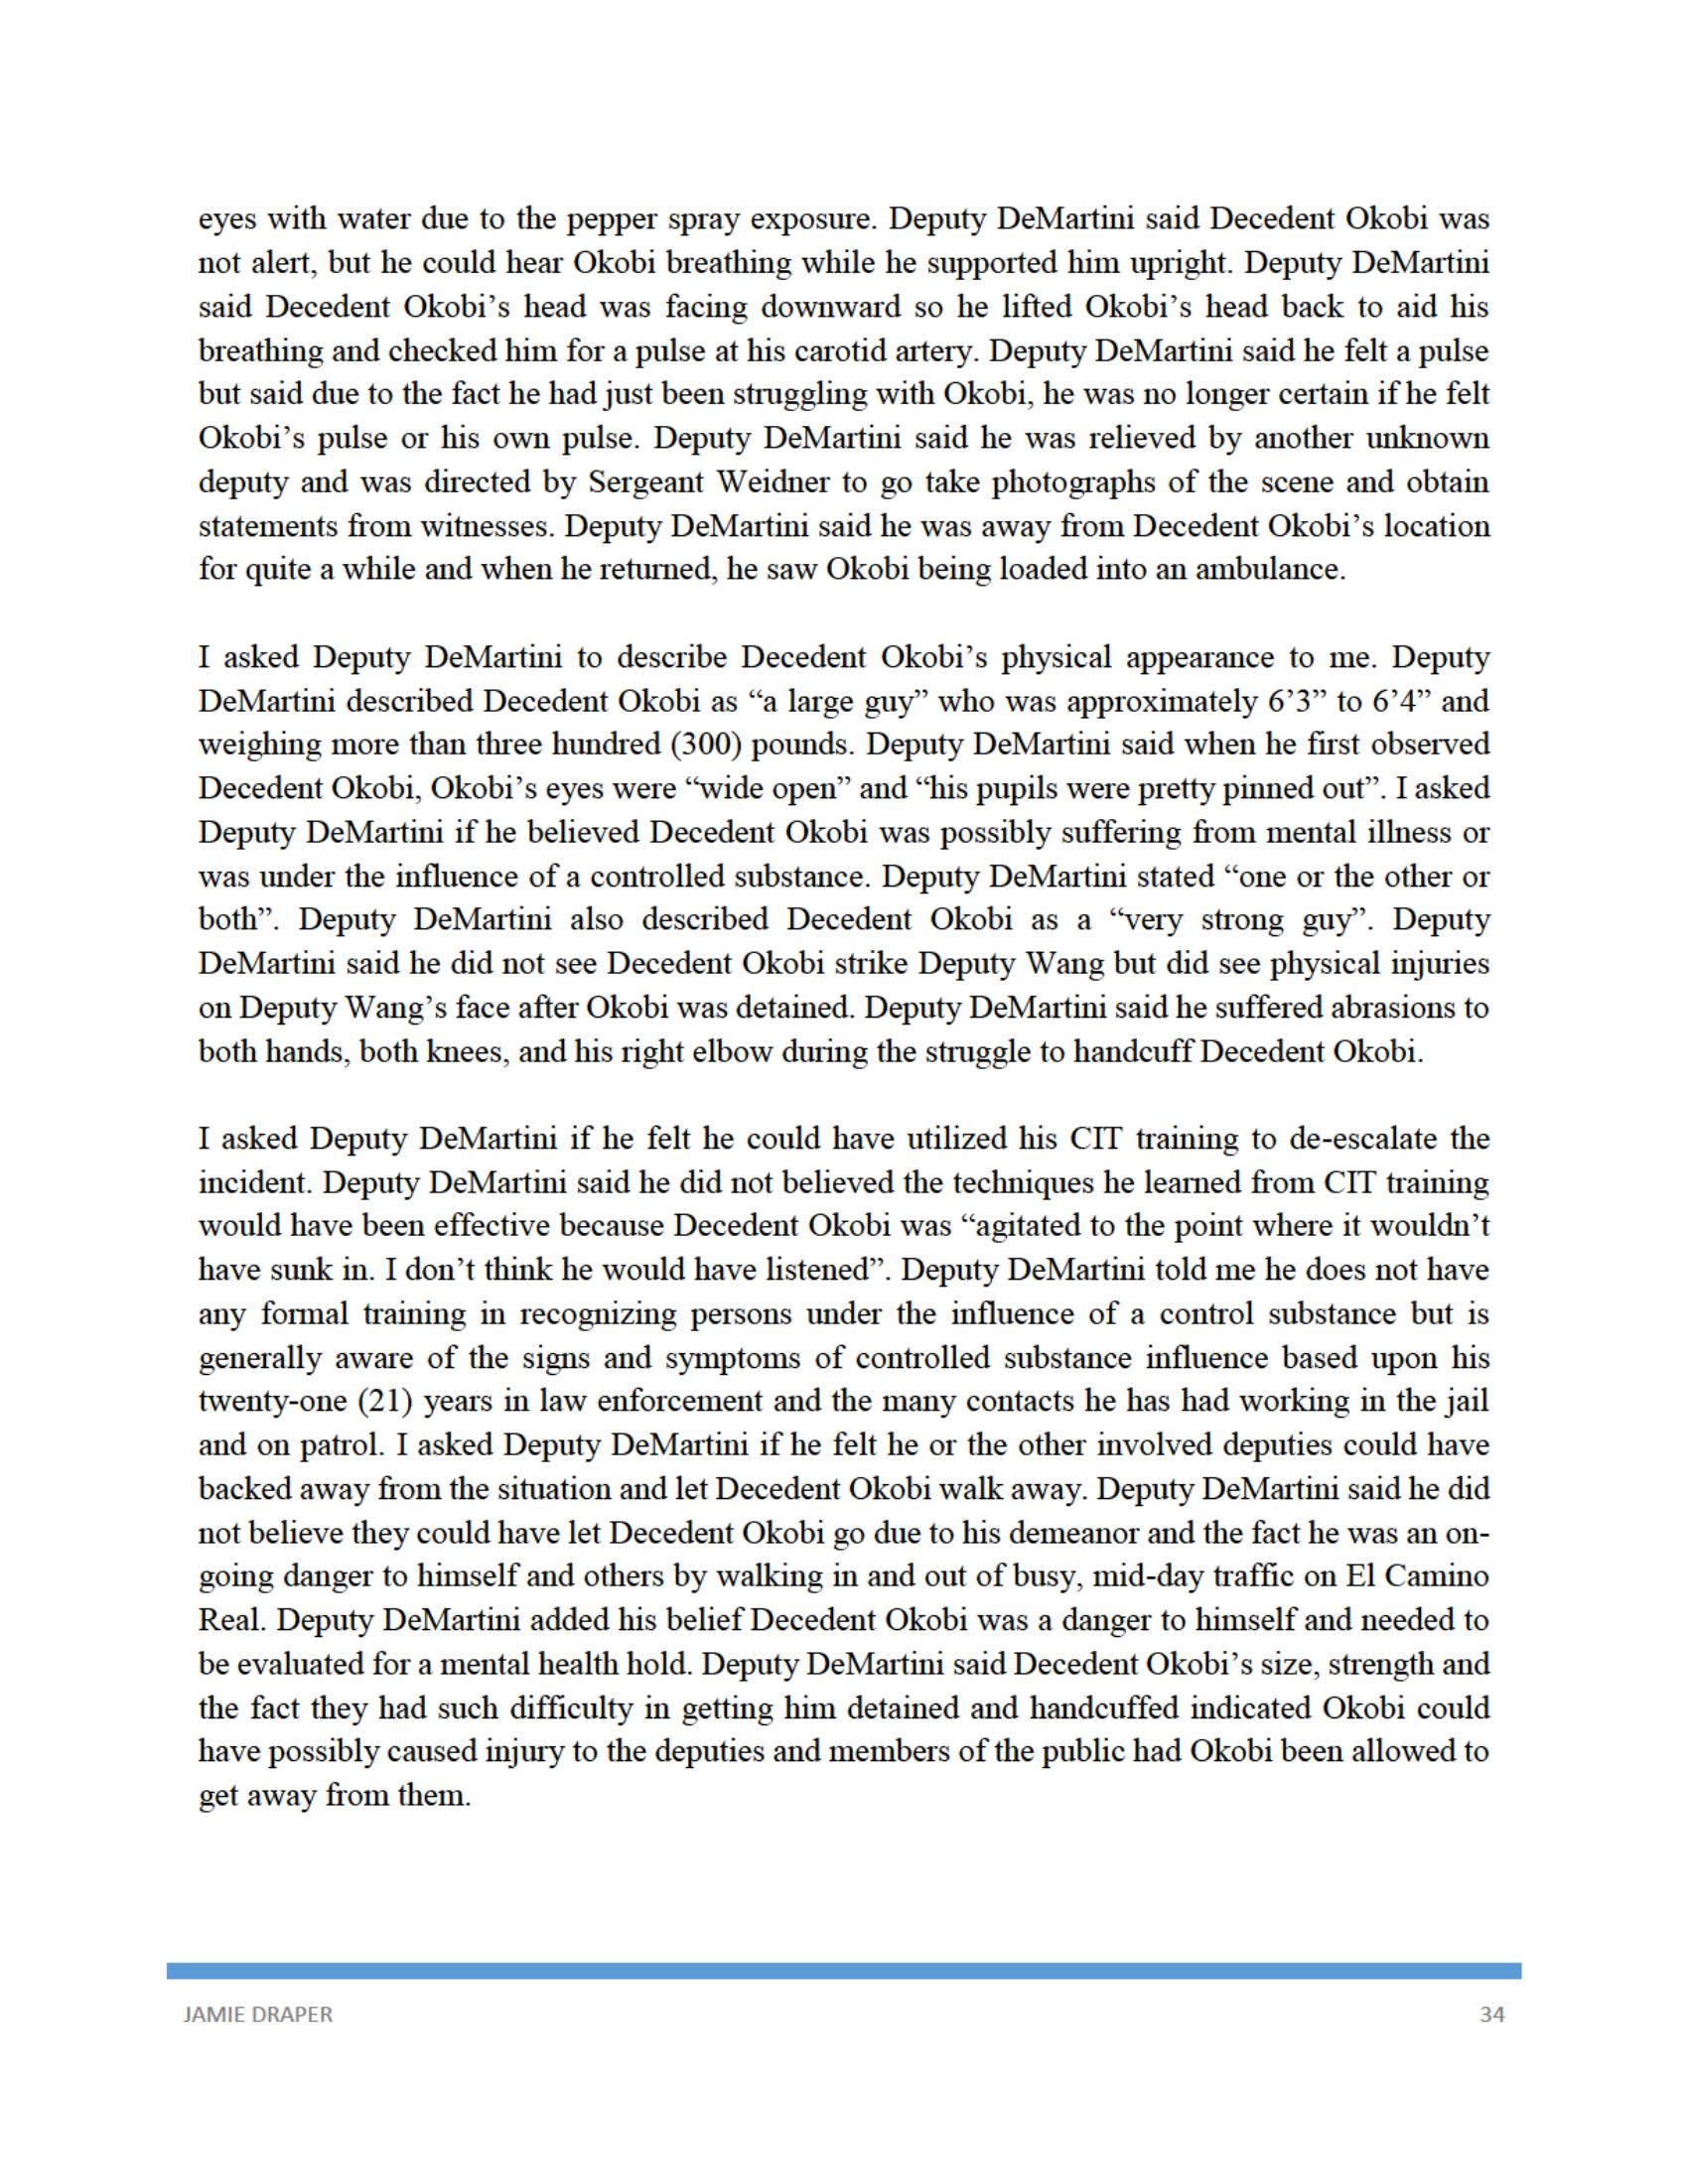 eyes with water due to the pepper spray exposure. Deputy DeMartini said Decedent Okobi was
not alert, but he could hear Okobi breathing while he supported him upright. Deputy DeMartini
said Decedent Okobi’s head was facing downward so he lifted Okobi’s head back to aid his
breathing and checked him for a pulse at his carotid artery. Deputy DeMartini said he felt a pulse
but said due to the fact he had just been struggling with Okobi, he was no longer certain if he felt
Okobi’s pulse or his own pulse. Deputy DeMartini said he was relieved by another unknown
deputy and was directed by Sergeant Weidner to go take photographs of the scene and obtain
statements from witnesses. Deputy DeMartini said he was away from Decedent Okobi’s location
for quite a while and when he returned, he saw Okobi being loaded into an ambulance.
I asked Deputy DeMartini to describe Decedent Okobi’s physical appearance to me. Deputy
DeMartini described Decedent Okobi as “a large guy” who was approximately 6’3” to 6’4” and
weighing more than three hundred (300) pounds. Deputy DeMartini said when he first observed
Decedent Okobi, Okobi’s eyes were “wide open” and “his pupils were pretty pinned out”. I asked
Deputy DeMartini if he believed Decedent Okobi was possibly suffering from mental illness or
was under the influence of a controlled substance. Deputy DeMartini stated “one or the other or
both”. Deputy DeMartini also described Decedent Okobi as a “very strong guy”. Deputy
DeMartini said he did not see Decedent Okobi strike Deputy Wang but did see physical injuries
on Deputy Wang’s face after Okobi was detained. Deputy DeMartini said he suffered abrasions to
both hands, both knees, and his right elbow during the struggle to handcuff Decedent Okobi.
I asked Deputy DeMartini if he felt he could have utilized his CIT training to de-escalate the
incident. Deputy DeMartini said he did not believed the techniques he learned from CIT training
would have been effective because Decedent Okobi was “agitated to the point where it wouldn’t
have sunk in. I don’t think he would have listened”. Deputy DeMartini told me he does not have
any formal training in recognizing persons under the influence of a control substance but is
generally aware of the signs and symptoms of controlled substance influence based upon his
twenty-one (21) years in law enforcement and the many contacts he has had working in the jail
and on patrol. I asked Deputy DeMartini if he felt he or the other involved deputies could have
backed away from the situation and let Decedent Okobi walk away. Deputy DeMartini said he did
not believe they could have let Decedent Okobi go due to his demeanor and the fact he was an on-
going danger to himself and others by walking in and out of busy, mid-day traffic on El Camino
Real. Deputy DeMartini added his belief Decedent Okobi was a danger to himself and needed to
be evaluated for a mental health hold. Deputy DeMartini said Decedent Okobi’s size, strength and
the fact they had such difficulty in getting him detained and handcuffed indicated Okobi could
have possibly caused injury to the deputies and members of the public had Okobi been allowed to
get away from them.
JAMIE DRAPER
34